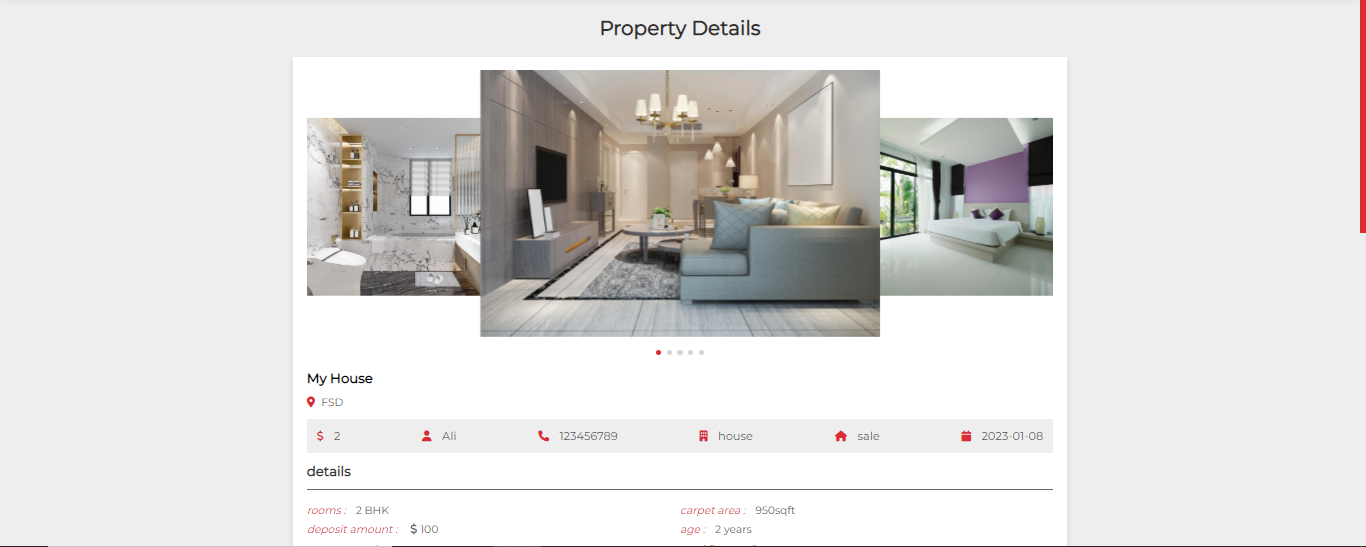 Property Details
My House
FSD
$ 2 Ali 123456789 house sale 2023-01-08
details
rooms : 2 BHK carpet area : 950sqft
deposit amount : $ 100 age : 2 years